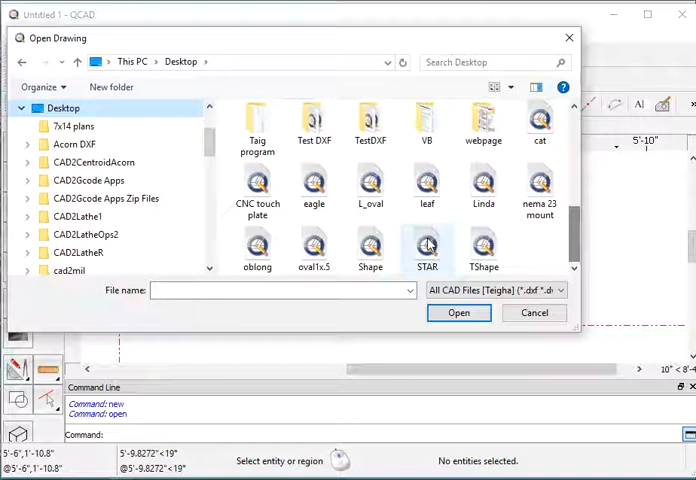 Untitled 1 - QCAD
Open Drawing
This PC
Desktop
Search Desktop
Organize
New folder
Desktop
7x14 plans
Acorn DXF
CAD2CentroidAcorn
CAD2Gcode Apps
CAD2Gcode Apps Zip Files
CAD2Lathe1
CAD2LatheOps2
CAD2LatheR
cad2mil
Taig
program
Test DXF
TestDXF
VB
webpage
cat
CNC touch
plate
eagle
L_oval
leaf
Linda
nema 23
mount
oblong
oval1x.5
Shape
STAR
TShape
File name:
All CAD Files [Teigha] (*.dxf *.dv
Open
Cancel
A
5'-10"
10" < 8'-4
Command Line
Command: new
Command: open
Command:
5'-6",1'-10.8"
@5'-6",1'-10.8"
5'-9.8272"<19°
@5'-9.8272"<19°
Select entity or region
No entities selected.